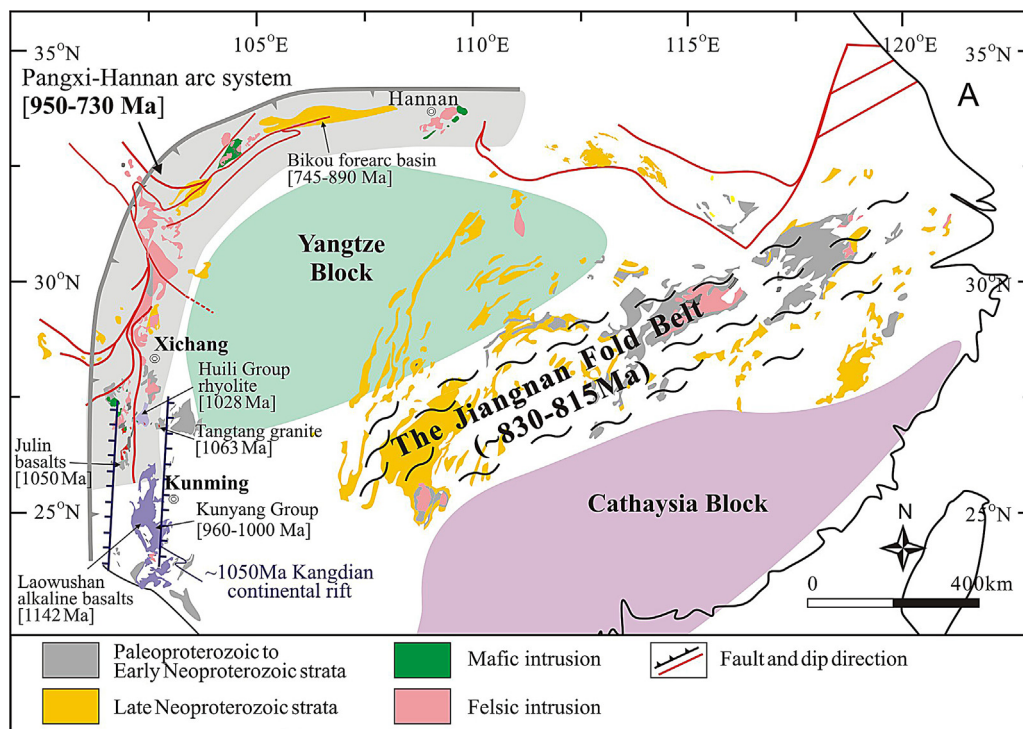 105°E
110°E
115°E
120°E
35°N
35°N
A
Pangxi-Hannan arc system
[950-730 Ma]
Hannan
Bikou forearc basin
[745-890 Ma]
Yangtze
Block
30°N
30°N
Xichang
Huili Group
rhyolite
[1028 Ma]
Tangtang granite
[1063 Ma]
Julin
basalts
[1050 Ma]
The Jiangnan Fold Belt
(~830-815Ma)
Kunming
Kunyang Group
[960-1000 Ma]
25°N
25°N
Cathaysia Block
N
~1050Ma Kangdian
continental rift
Laowushan
alkaline basalts
[1142 Ma]
0
400km
Paleoproterozoic to
Early Neoproterozoic strata
Mafic intrusion
Fault and dip direction
Late Neoproterozoic strata
Felsic intrusion